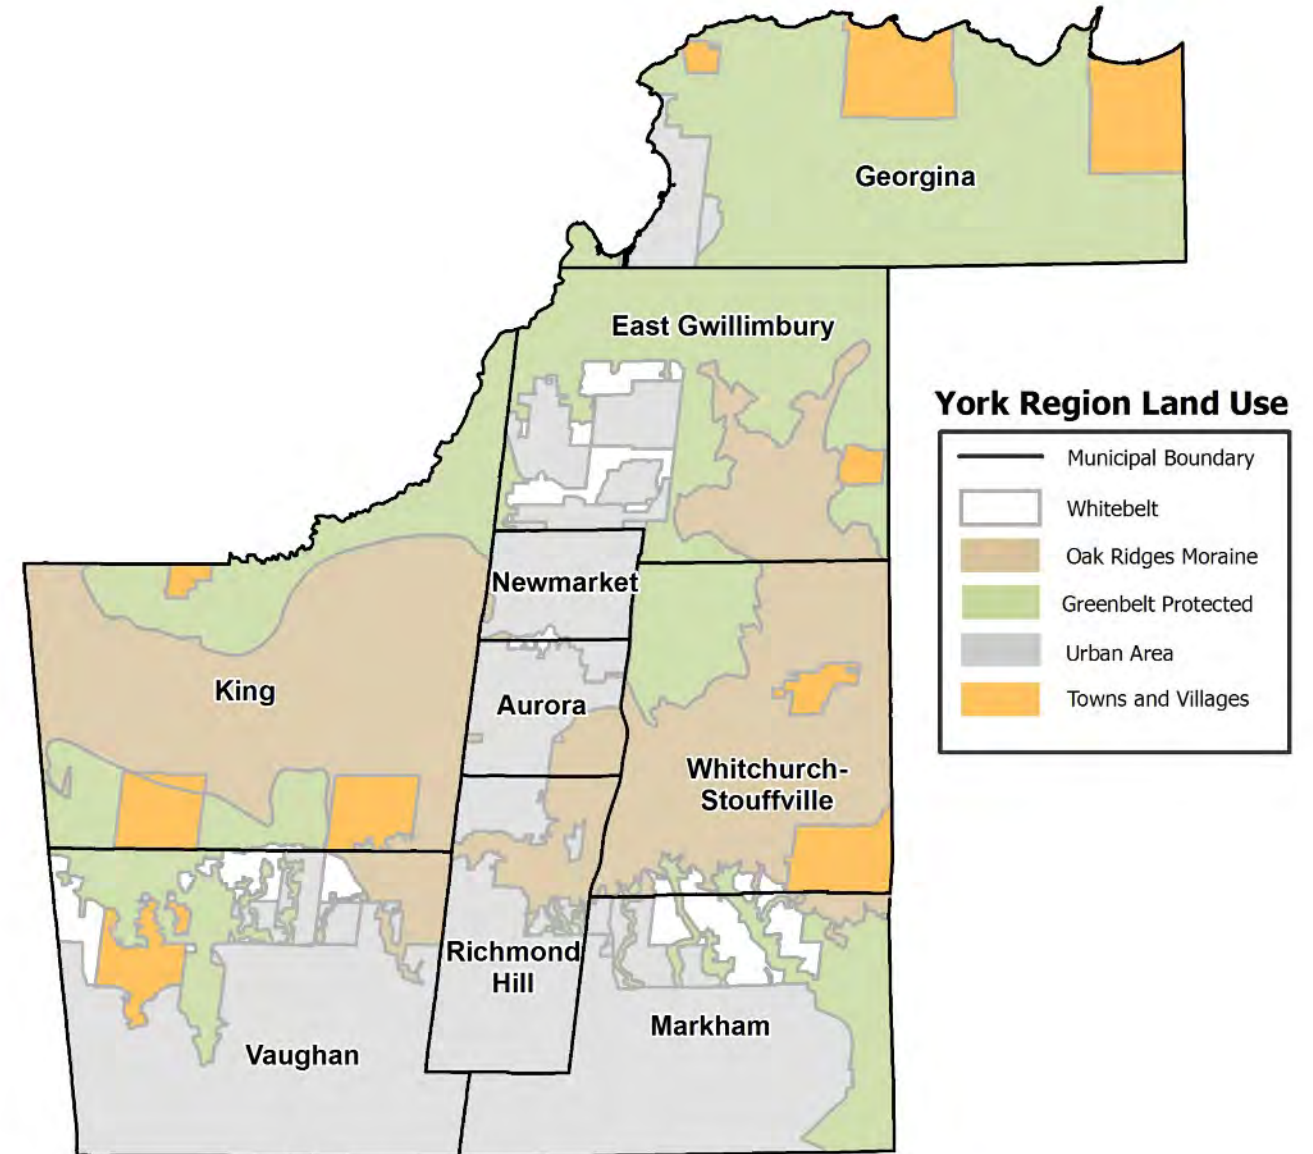 Georgina
East Gwillimbury
York Region Land Use
Municipal Boundary
Whitebelt
Oak Ridges Moraine
Greenbelt Protected
Urban Area
Towns and Villages
Newmarket
King
Aurora
Whitchurch-
Stouffville
Richmond
Hill
Markham
Vaughan